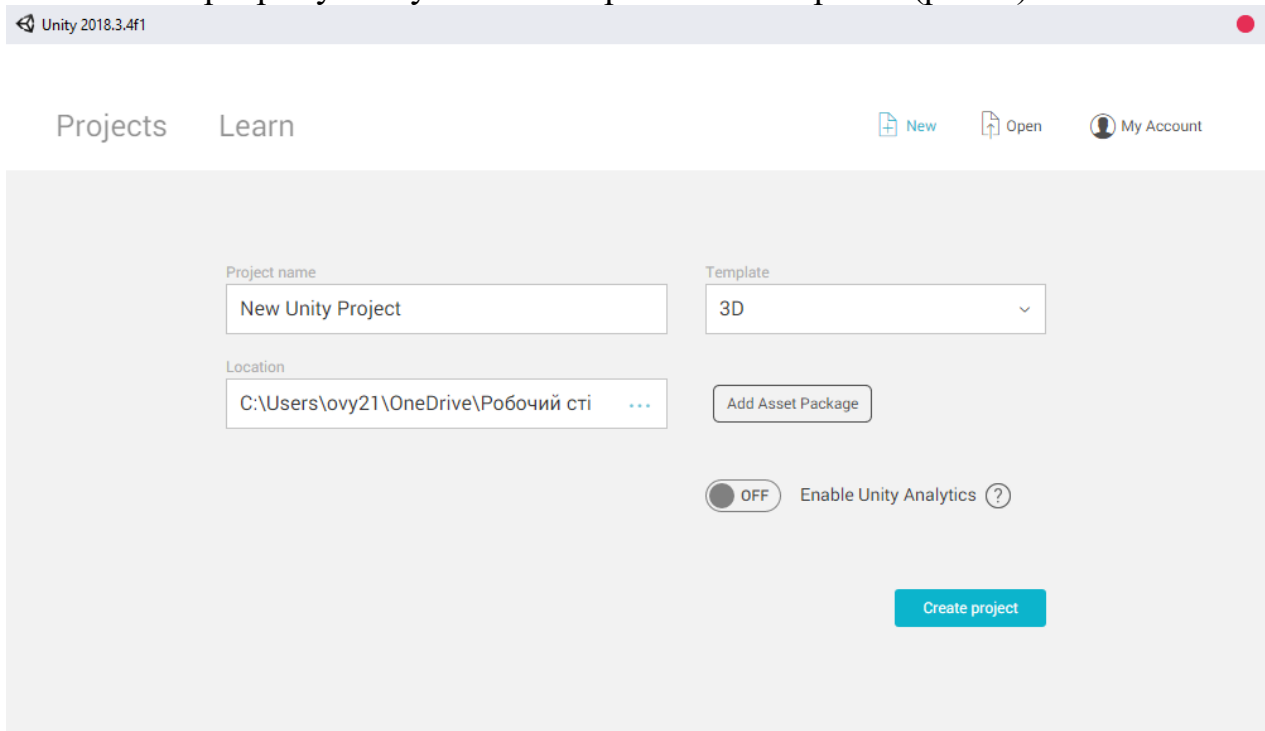 Unity 2018.3.4f1
Projects Learn New Open My Account
Project name Template
New Unity Project 3D
Location
C:\Users\ovy21\OneDrive\Робочий сті ... Add Asset Package
OFF Enable Unity Analytics ?
Create project